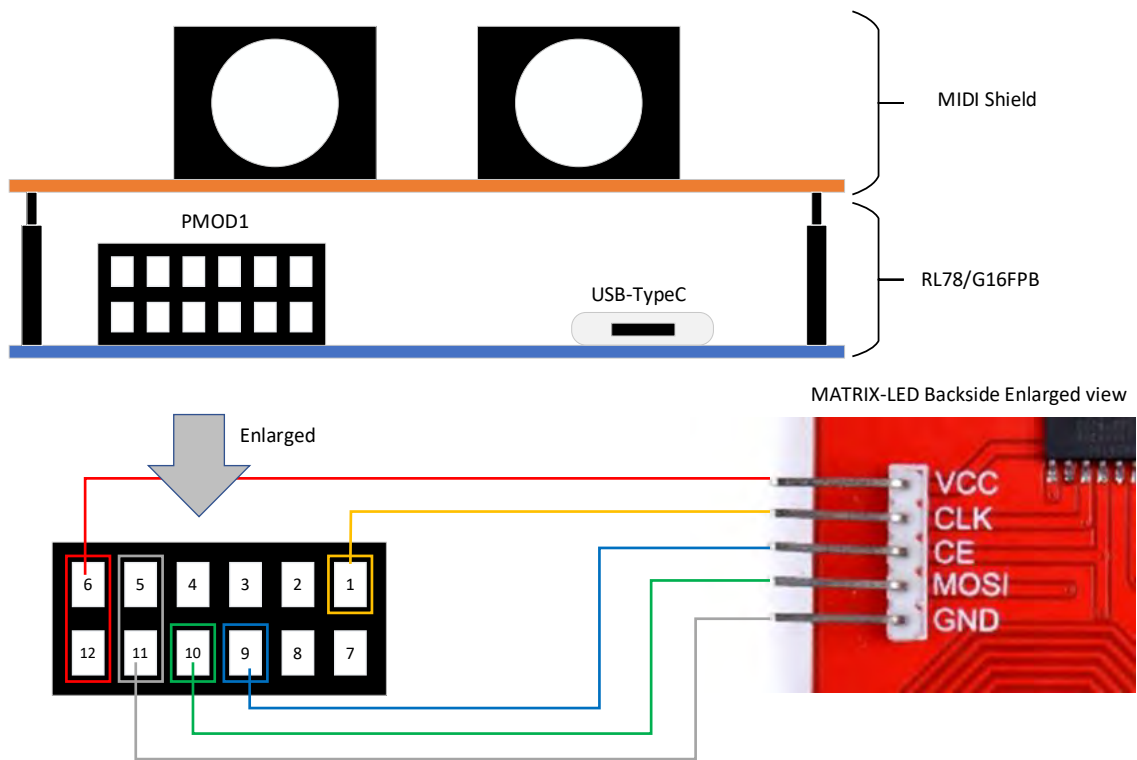 MIDI Shield
PMOD1
RL78/G16FPB
USB-TypeC
MATRIX-LED Backside Enlarged view
Enlarged
VCC
CLK
CE
MOSI
GND
6 5 4 3 2 1
12 11 10 9 8 7